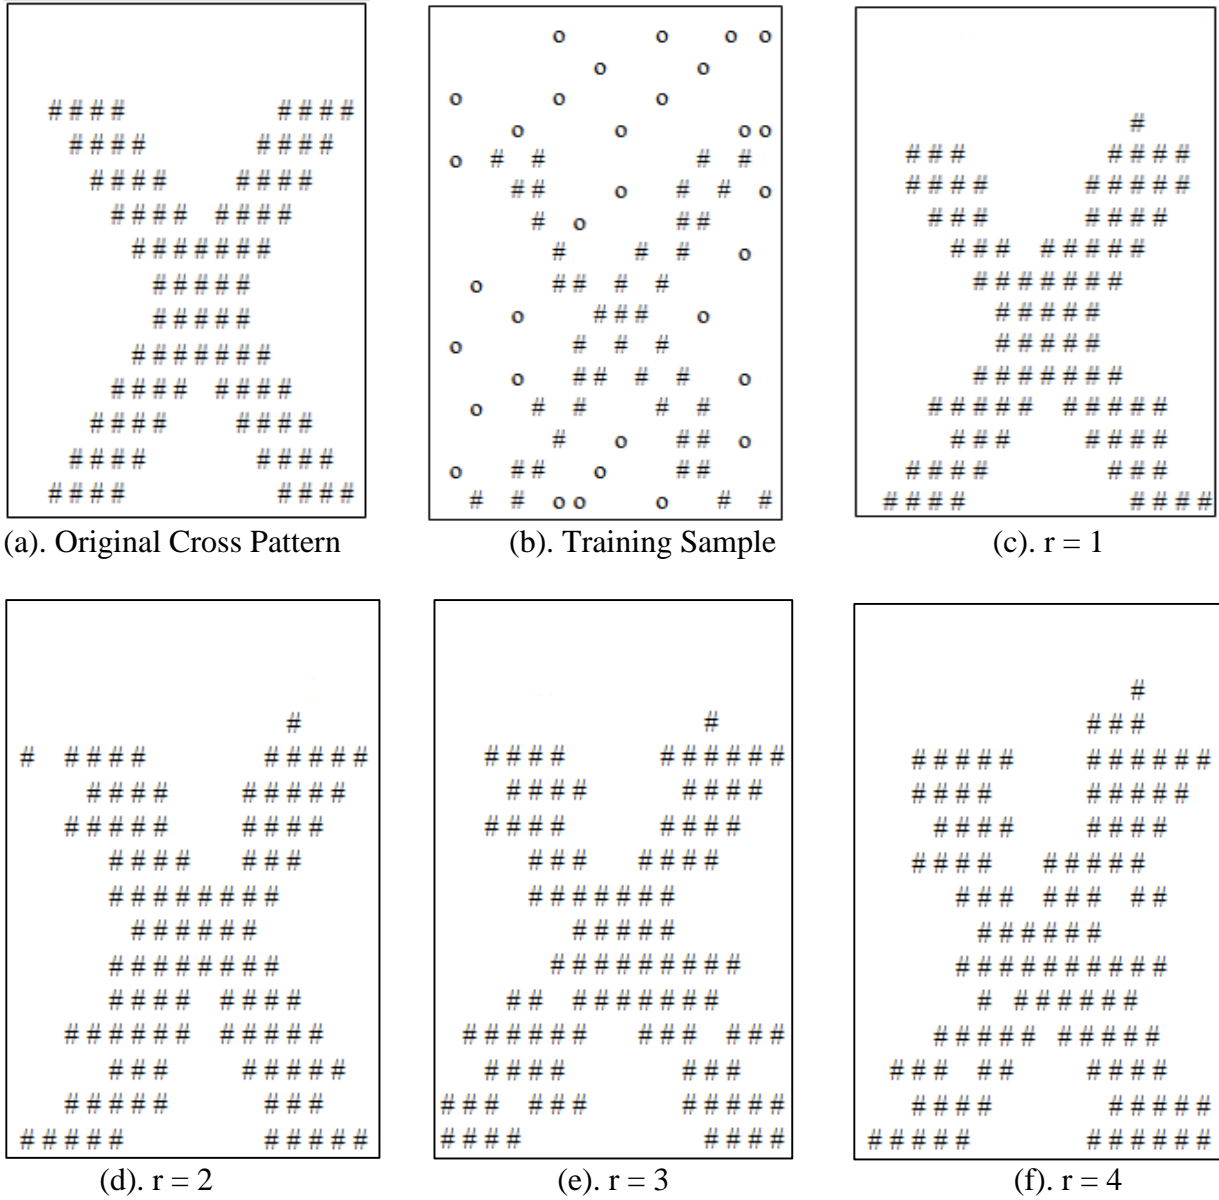 # # # #   # # # #
# # # #   # # # #
# # # #   # # # #
# # # #   # # # #
# # # # # # #
# # # # #
# # # # #
# # # # # # #
# # # #   # # # #
# # # #   # # # #
# # # #   # # # #
# # # #   # # # #
(a). Original Cross Pattern
o o o o
o o
o o o
o o o o
o # # # #
# # o # # o
# o # #
# # # o
o # # # #
o # # # o
o # # #
o # # # # o
o # # # #
# o # # o
o # # o # #
# # o o o # #
(b). Training Sample
#
# # #   # # # #
# # # #   # # # # #
# # #   # # # #
# # #   # # # # #
# # # # # # #
# # # # #
# # # # #
# # # # # # #
# # # # #   # # # # #
# # #   # # # #
# # # #   # # #
# # # #   # # # #
(c). r = 1
#
#   # # # #   # # # # #
# # # #   # # # # #
# # # # #   # # # #
# # # #   # # #
# # # # # # # #
# # # # # #
# # # # # # # #
# # # #   # # # #
# # # # # #   # # # # #
# # #   # # # # #
# # # # #   # # #
# # # # #   # # # # #
(d). r = 2
#
# # # #   # # # # # #
# # # #   # # # #
# # # #   # # # #
# # #   # # # #
# # # # # # #
# # # # #
# # # # # # # # #
# #   # # # # # # #
# # # # # #   # # #   # # #
# # # #   # # #
# # #   # # #   # # # # #
# # # #   # # # #
(e). r = 3
#
# # #
# # # # #   # # # # # #
# # # #   # # # # #
# # # #   # # # #
# # # #   # # # # #
# # #   # # #   # #
# # # # # #
# # # # # # # # # #
#   # # # # # #
# # # # #   # # # # #
# # #   # #   # # # #
# # # #   # # # # #
# # # # #   # # # # # #
(f). r = 4